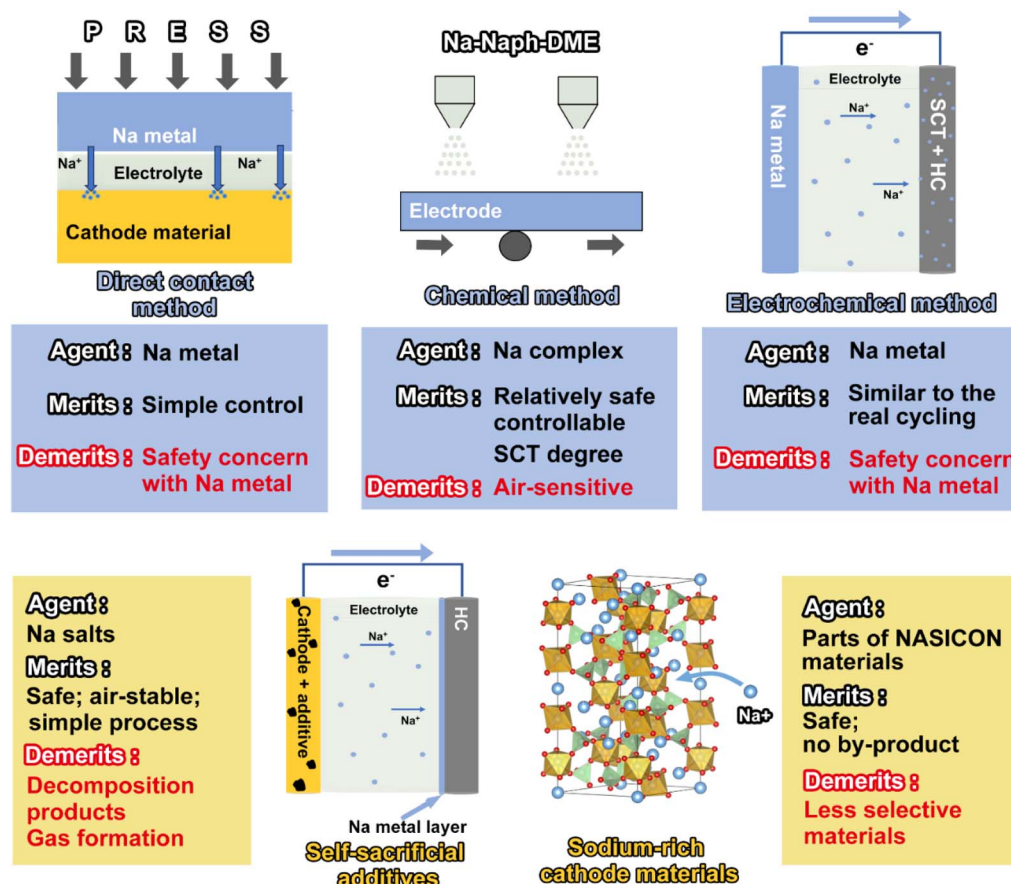 P R E S S
Na metal
Na⁺
Na⁺
Electrolyte
Cathode material
Direct contact
method
Agent : Na metal
Merits : Simple control
Demerits : Safety concern
with Na metal
Na-Naph-DME
Electrode
Chemical method
Agent : Na complex
Merits : Relatively safe
controllable
SCT degree
Demerits : Air-sensitive
e⁻
Na metal
Electrolyte
Na⁺
Na⁺
SCT + HC
Electrochemical method
Agent : Na metal
Merits : Similar to the
real cycling
Demerits : Safety concern
with Na metal
Agent :
Na salts
Merits :
Safe; air-stable;
simple process
Demerits :
Decomposition
products
Gas formation
e⁻
Cathode + additive
Electrolyte
Na⁺
Na⁺
HC
Na metal layer
Self-sacrificial
additives
Na+
Sodium-rich
cathode materials
Agent :
Parts of NASICON
materials
Merits :
Safe;
no by-product
Demerits :
Less selective
materials